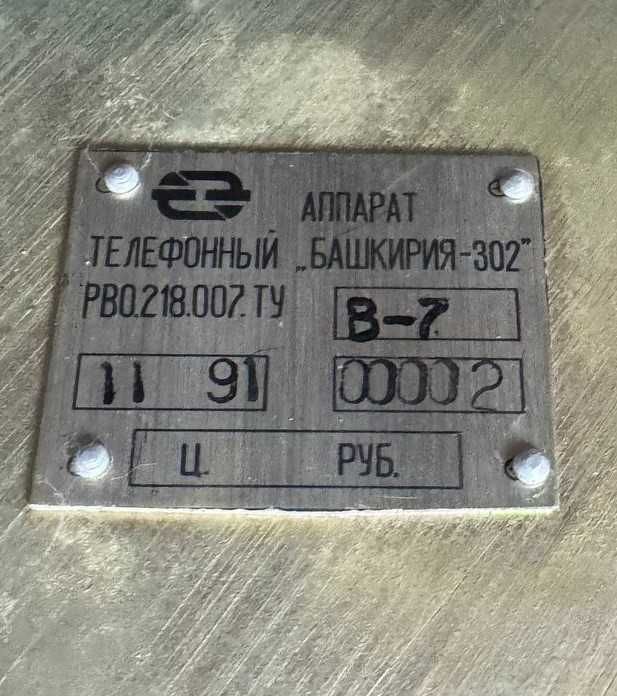 АППАРАТ
ТЕЛЕФОННЫЙ „БАШКИРИЯ-302”
РВ0.218.007.ТУ
В-7
11 91 00002
Ц. РУБ.